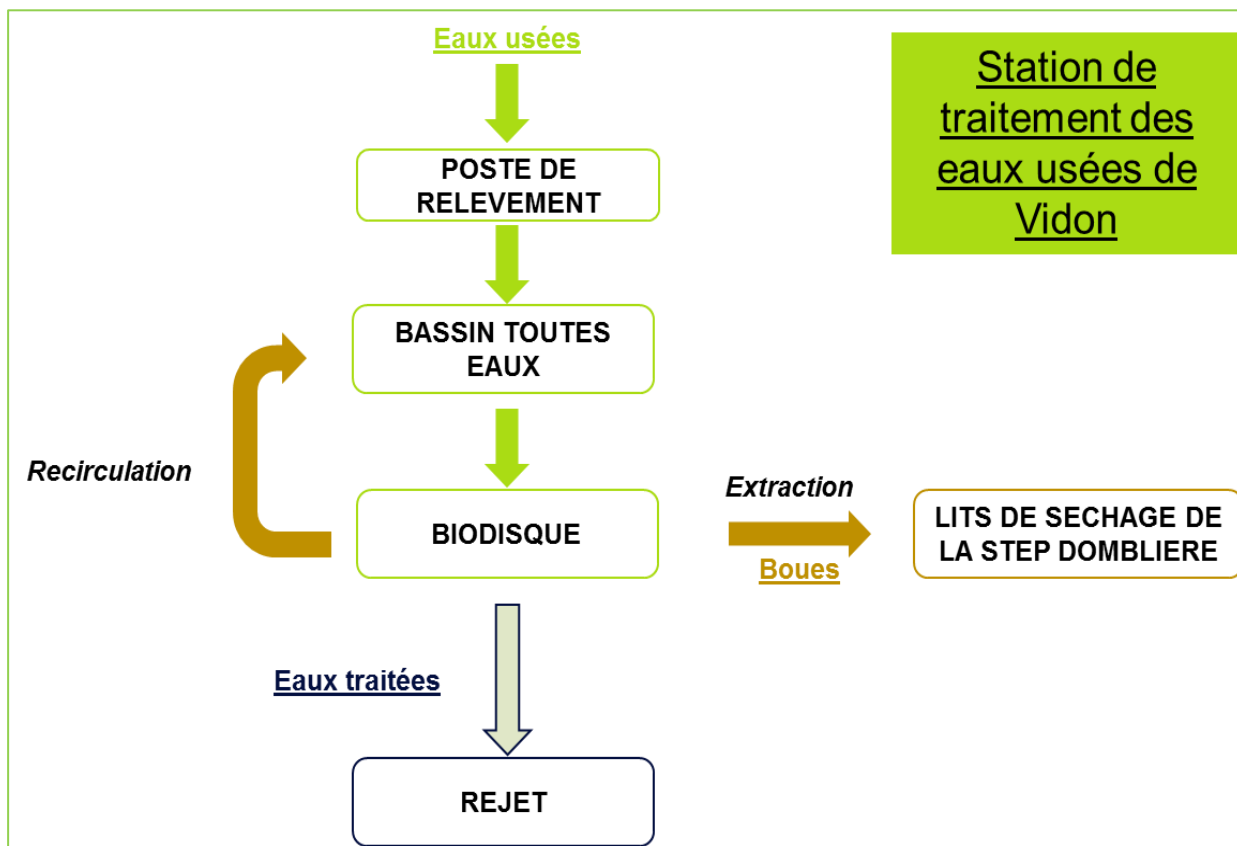 Eaux usées
Station de
traitement des
eaux usées de
Vidon
POSTE DE
RELEVEMENT
BASSIN TOUTES
EAUX
Recirculation
BIODISQUE
Extraction
Boues
LITS DE SECHAGE DE
LA STEP DOMBLIERE
Eaux traitées
REJET